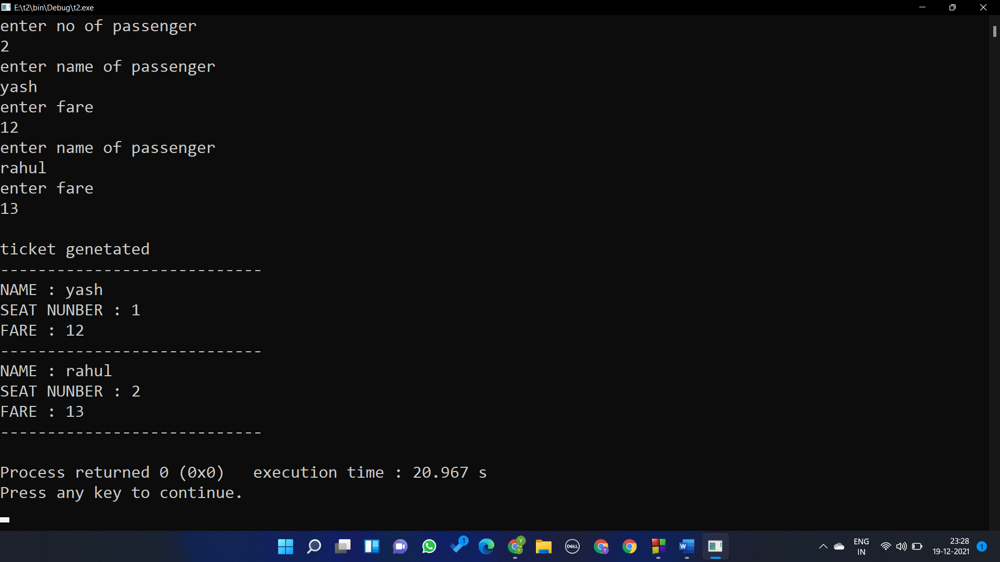 E:\t2\bin\Debug\t2.exe
enter no of passenger
2
enter name of passenger
yash
enter fare
12
enter name of passenger
rahul
enter fare
13
ticket genetated
----------------------------
NAME : yash
SEAT NUNBER : 1
FARE : 12
----------------------------
NAME : rahul
SEAT NUNBER : 2
FARE : 13
----------------------------
Process returned 0 (0x0)   execution time : 20.967 s
Press any key to continue.
1
Y
Y
DELL
Y
W
ENG
IN
23:28
19-12-2021
1